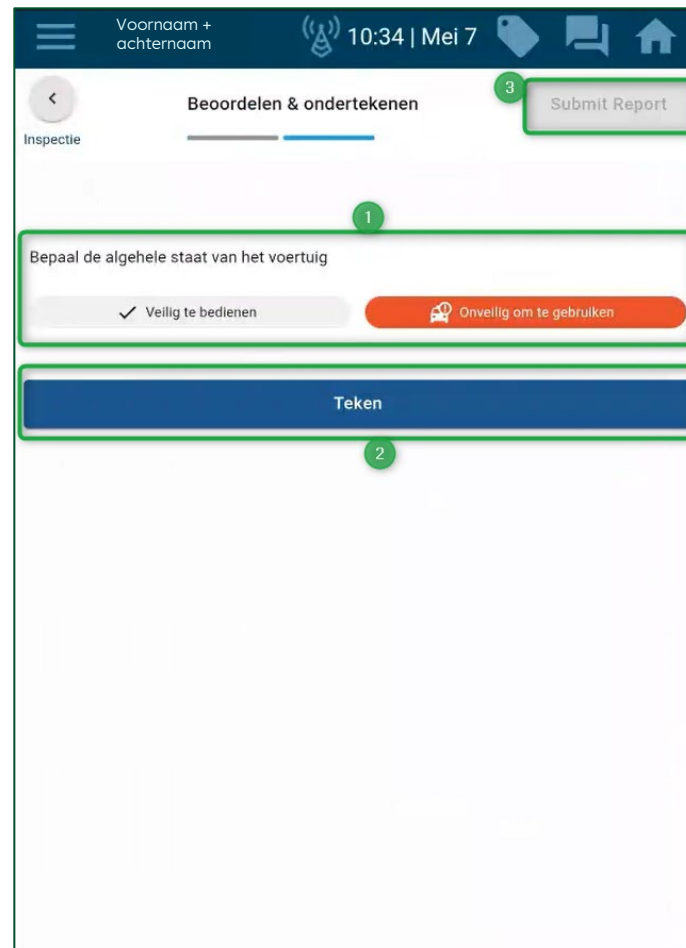 Voornaam +
achternaam
10:34 | Mei 7
Inspectie
Beoordelen & ondertekenen
3
Submit Report
1
Bepaal de algehele staat van het voertuig
Veilig te bedienen
Onveilig om te gebruiken
Teken
2